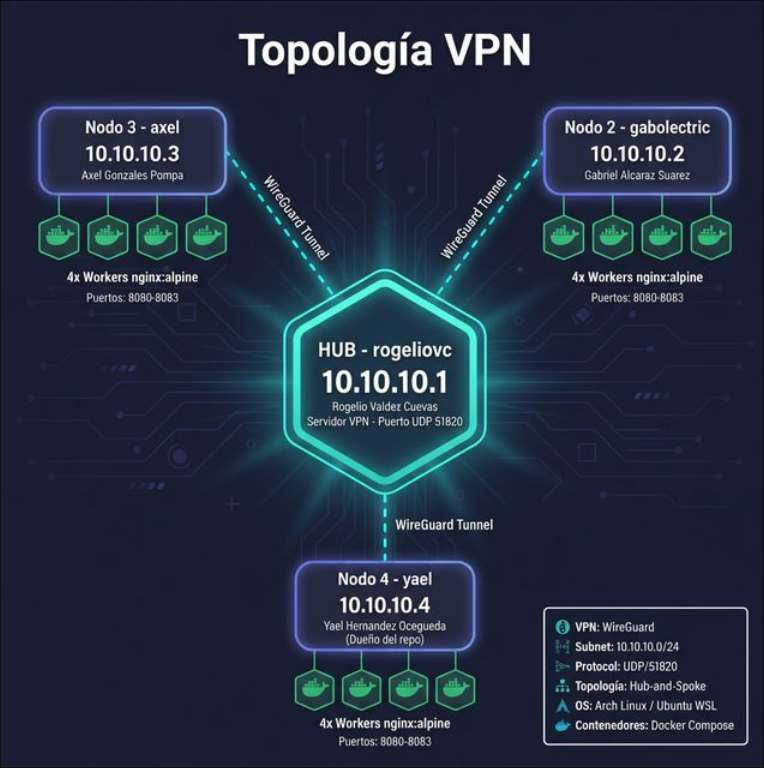 Topología VPN
Nodo 3 - axel
10.10.10.3
Axel Gonzales Pompa
4x Workers nginx:alpine
Puertos: 8080-8083
Nodo 2 - gabolectric
10.10.10.2
Gabriel Alcaraz Suarez
4x Workers nginx:alpine
Puertos: 8080-8083
WireGuard Tunnel
WireGuard Tunnel
HUB - rogeliovc
10.10.10.1
Rogelio Valdez Cuevas
Servidor VPN - Puerto UDP 51820
WireGuard Tunnel
Nodo 4 - yael
10.10.10.4
Yael Hernandez Ocegueda
(Dueño del repo)
4x Workers nginx:alpine
Puertos: 8080-8083
VPN: WireGuard
Subnet: 10.10.10.0/24
Protocol: UDP/51820
Topología: Hub-and-Spoke
OS: Arch Linux / Ubuntu WSL
Contenedores: Docker Compose